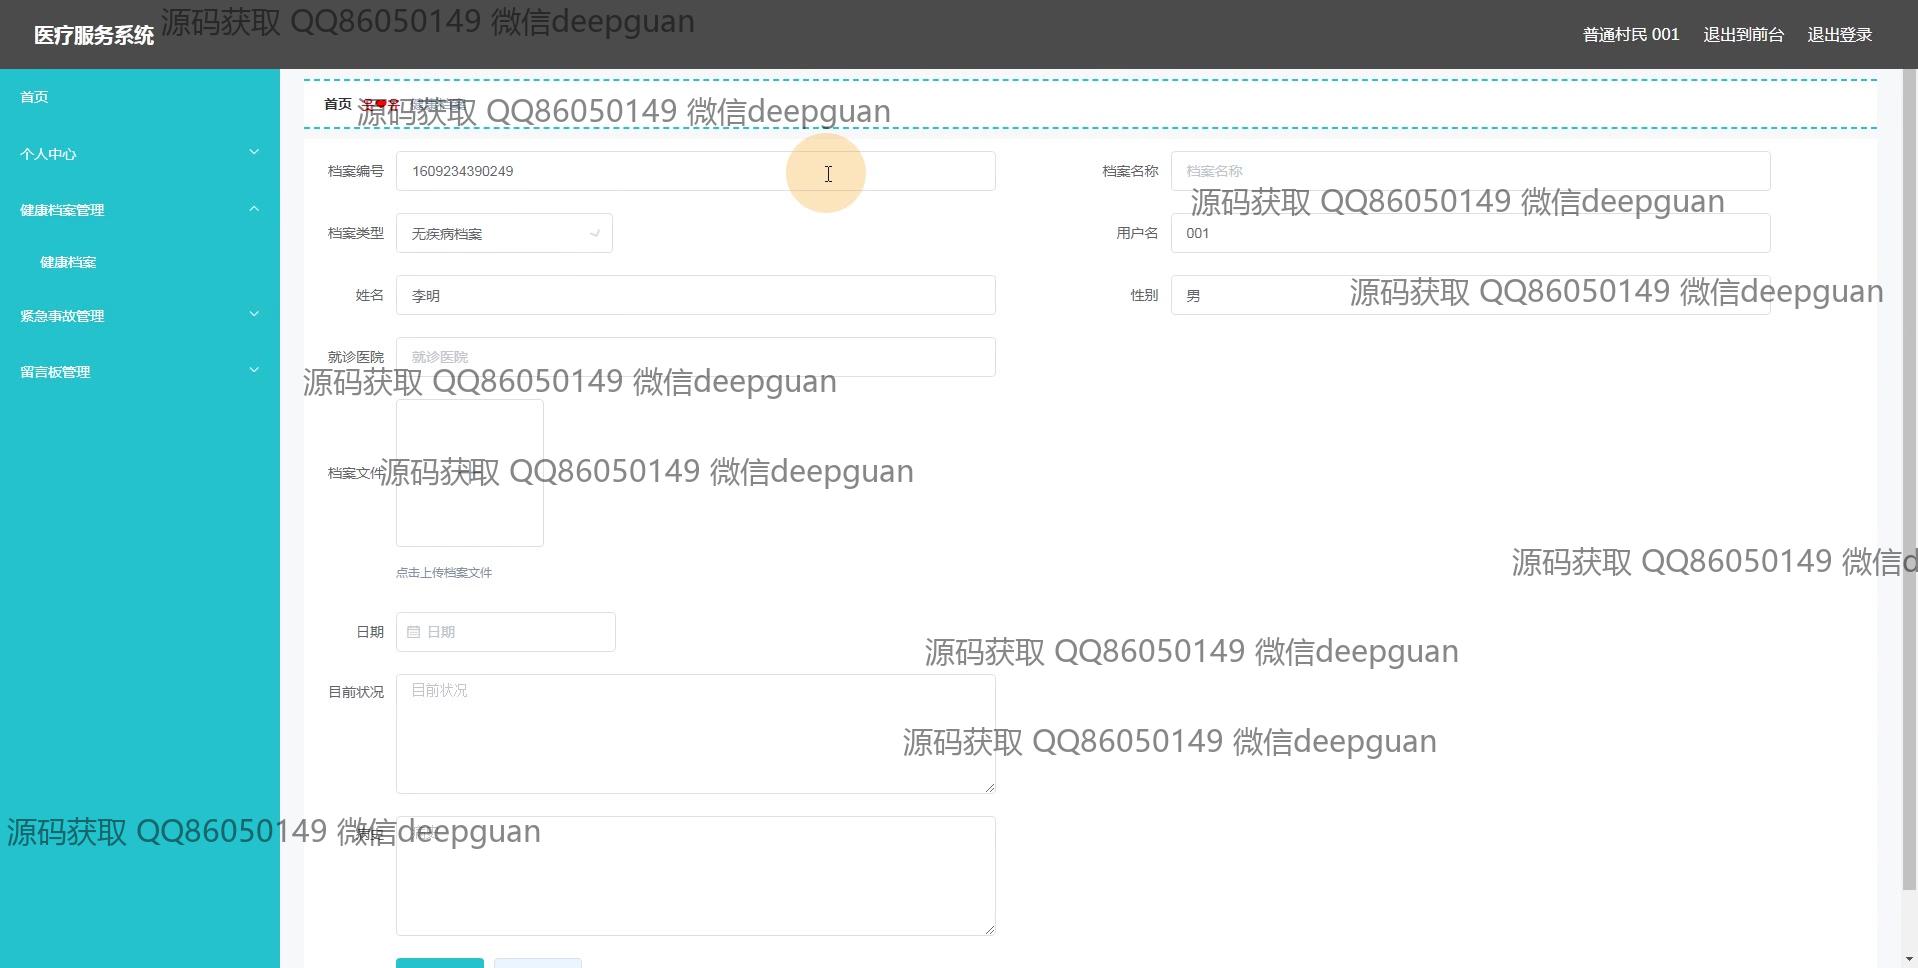 医疗服务系统
源码获取 QQ86050149 微信deepguan
普通村民 001
退出到前台
退出登录
首页
个人中心
健康档案管理
健康档案
紧急事故管理
留言板管理
首页
健康档案
源码获取 QQ86050149 微信deepguan
档案编号 1609234390249
档案名称 档案名称
源码获取 QQ86050149 微信deepguan
档案类型 无疾病档案
用户名 001
姓名 李明
性别 男
源码获取 QQ86050149 微信deepguan
就诊医院 就诊医院
源码获取 QQ86050149 微信deepguan
档案文件
源码获取 QQ86050149 微信deepguan
点击上传档案文件
源码获取 QQ86050149 微信d
日期 日期
源码获取 QQ86050149 微信deepguan
目前状况 目前状况
源码获取 QQ86050149 微信deepguan
源码获取 QQ86050149 微信deepguan